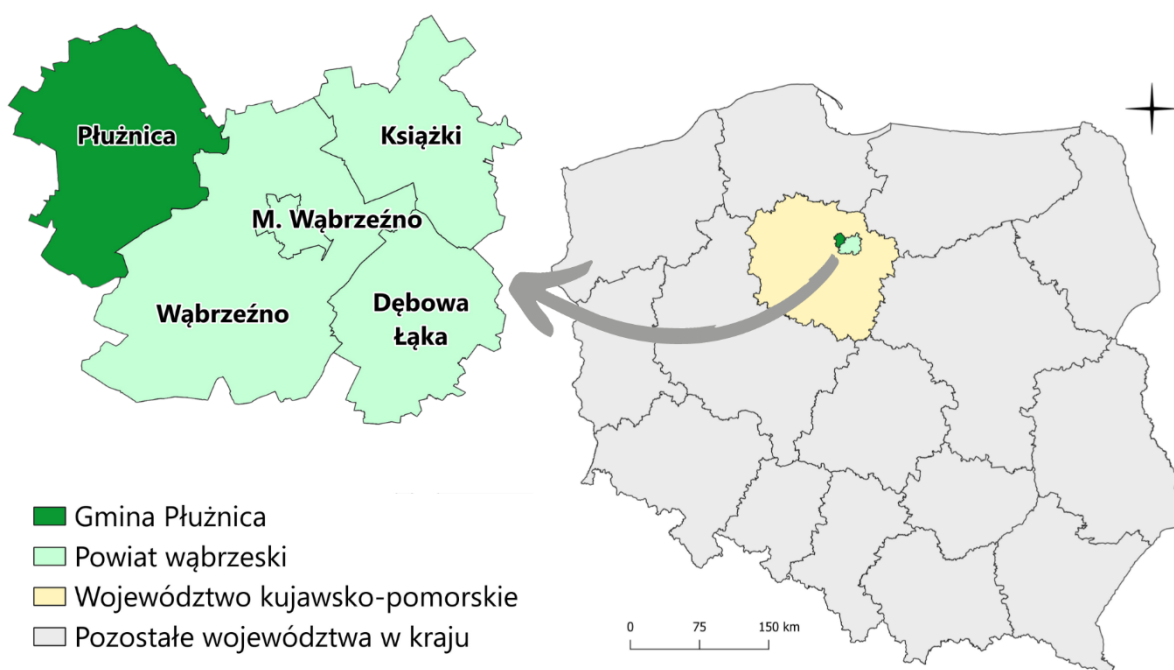 Płużnica
Książki
M. Wąbrzeźno
Wąbrzeźno
Dębowa
Łąka
Gmina Płużnica
Powiat wąbrzeski
Województwo kujawsko-pomorskie
Pozostałe województwa w kraju
0 75 150 km